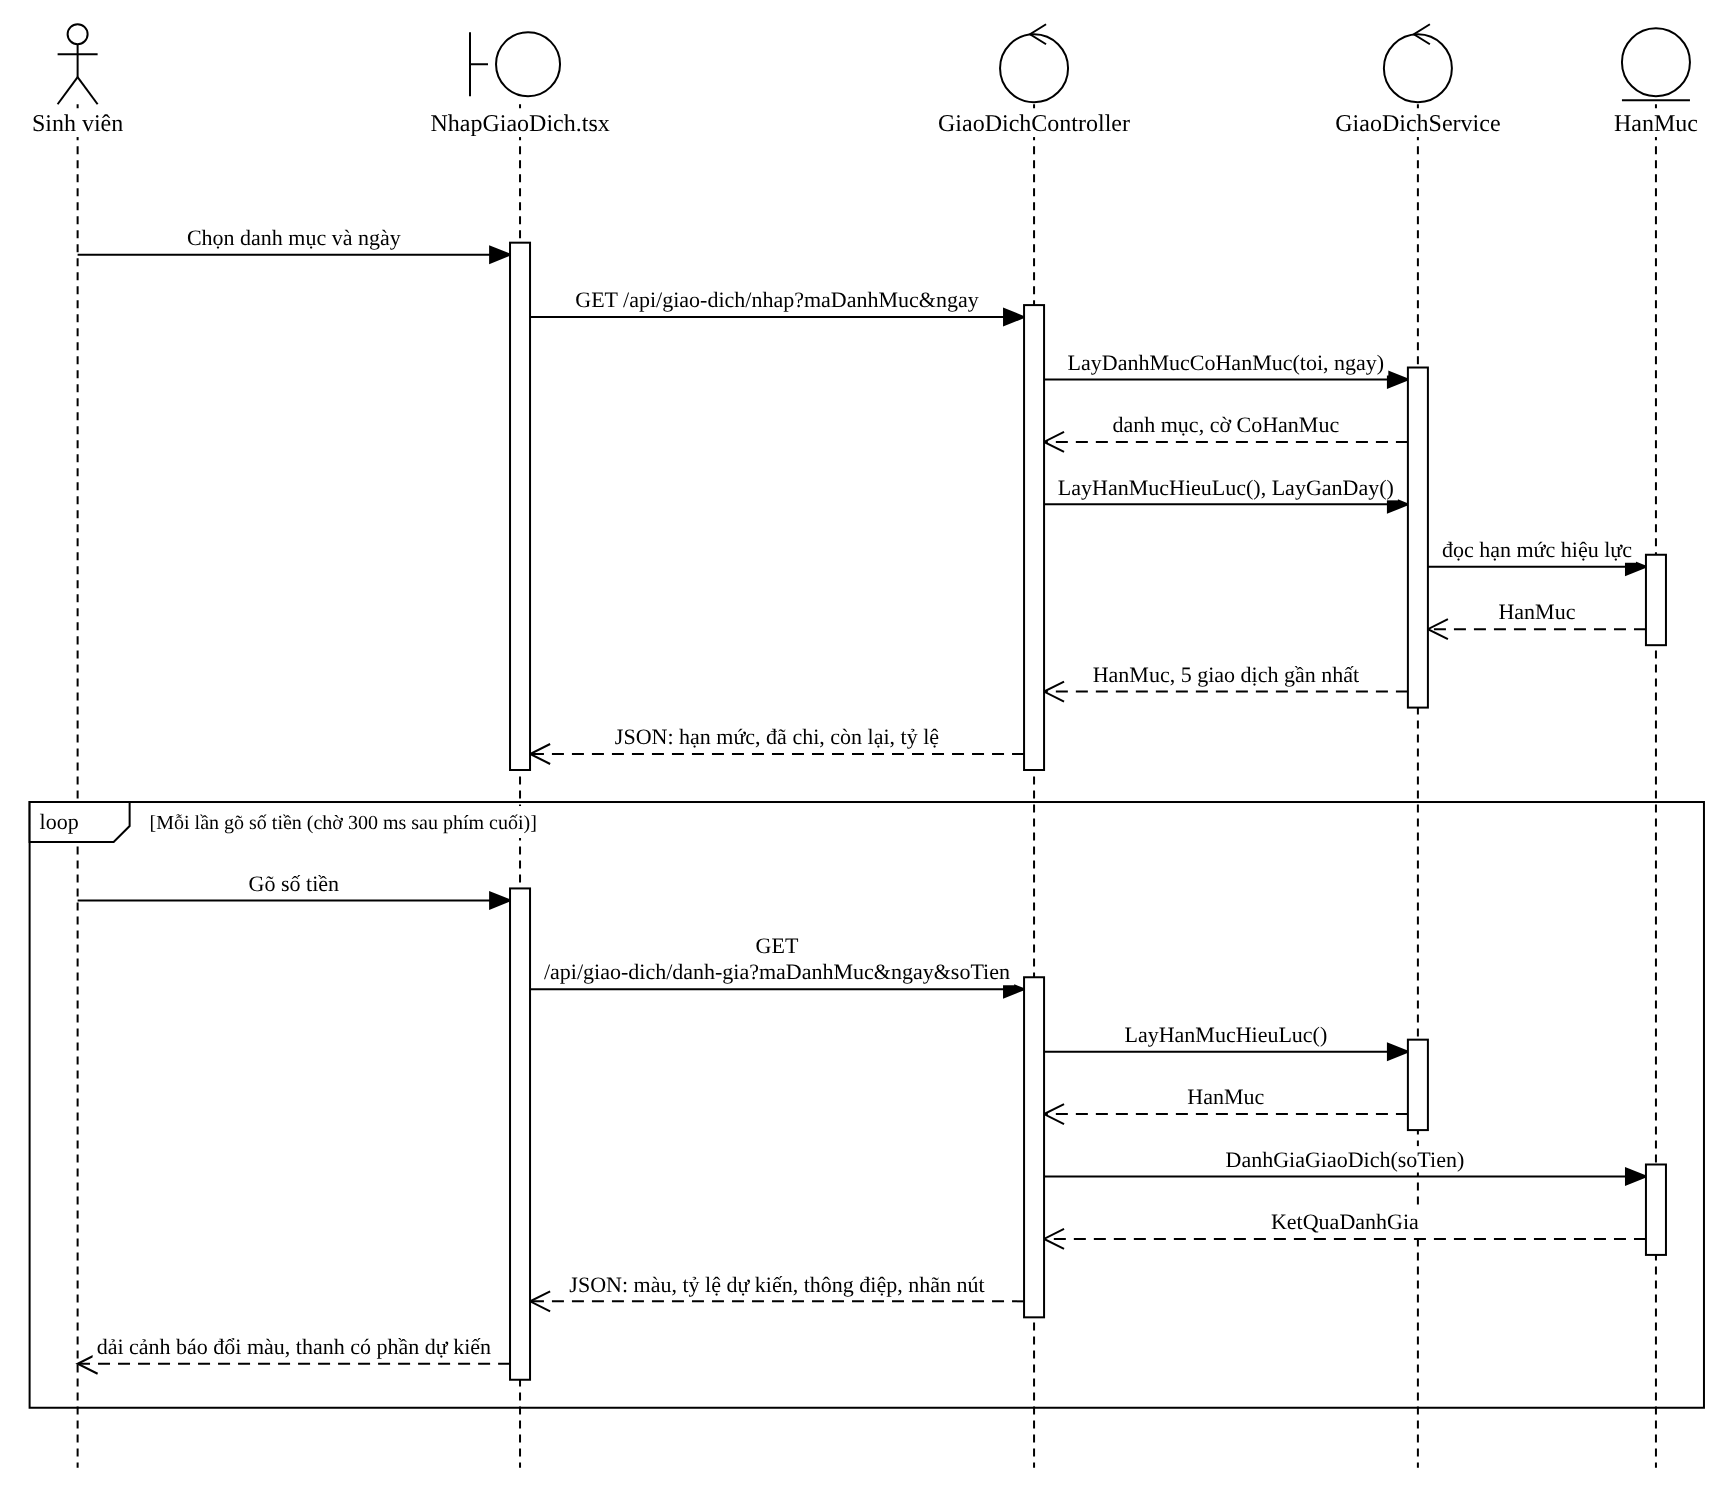 Sinh viên
NhapGiaoDich.tsx
GiaoDichController
GiaoDichService
HanMuc
Chọn danh mục và ngày
GET /api/giao-dich/nhap?maDanhMuc&ngay
LayDanhMucCoHanMuc(toi, ngay)
danh mục, cờ CoHanMuc
LayHanMucHieuLuc(), LayGanDay()
đọc hạn mức hiệu lực
HanMuc
HanMuc, 5 giao dịch gần nhất
JSON: hạn mức, đã chi, còn lại, tỷ lệ
loop
[Mỗi lần gõ số tiền (chờ 300 ms sau phím cuối)]
Gõ số tiền
GET
/api/giao-dich/danh-gia?maDanhMuc&ngay&soTien
LayHanMucHieuLuc()
HanMuc
DanhGiaGiaoDich(soTien)
KetQuaDanhGia
JSON: màu, tỷ lệ dự kiến, thông điệp, nhãn nút
dải cảnh báo đổi màu, thanh có phần dự kiến